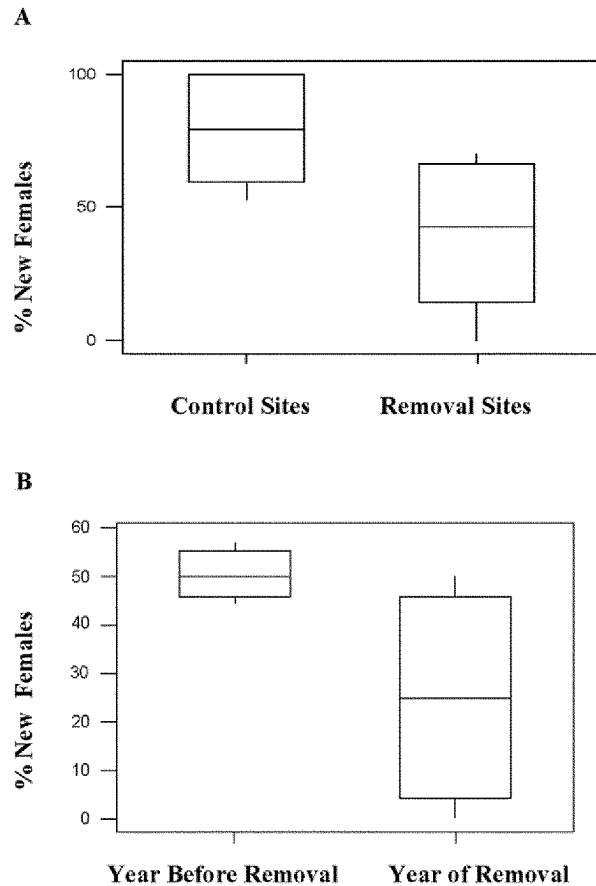 A
% New Females
100
50
0
Control Sites
Removal Sites
B
% New Females
60
50
40
30
20
10
0
Year Before Removal
Year of Removal